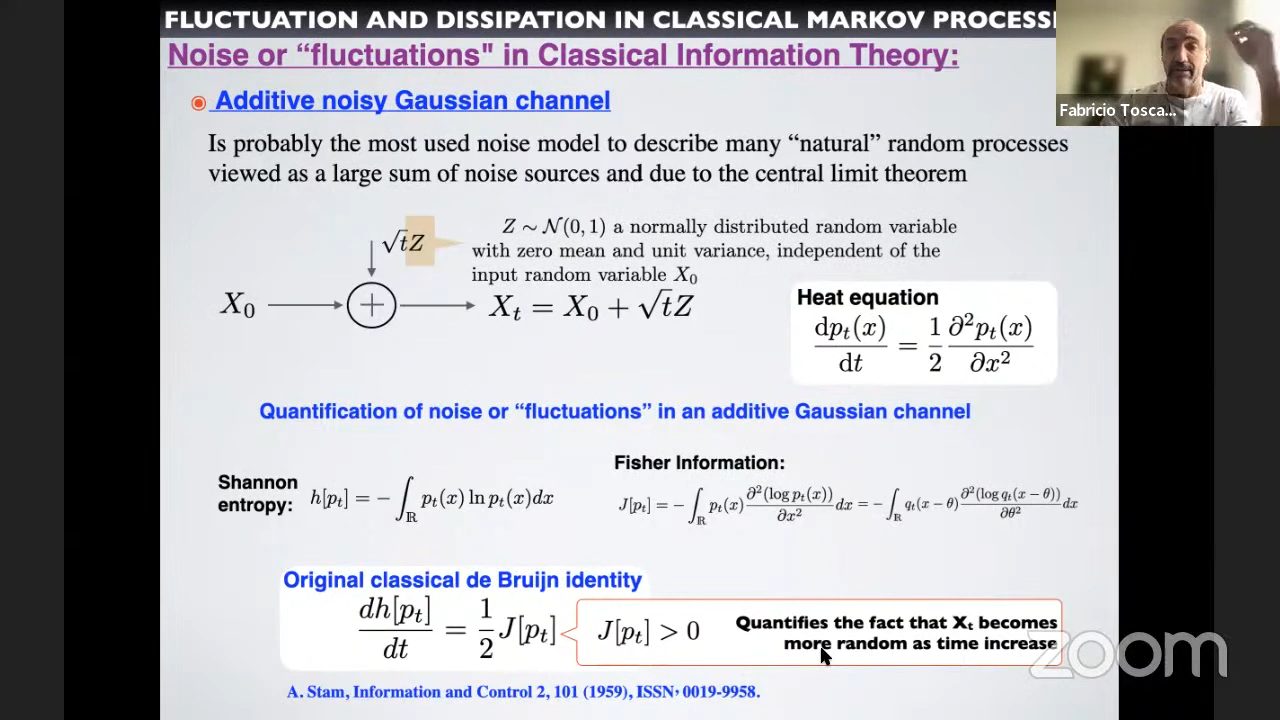 FLUCTUATION AND DISSIPATION IN CLASSICAL MARKOV PROCESS
Noise or “fluctuations" in Classical Information Theory:
Fabricio Tosca...
Additive noisy Gaussian channel
Is probably the most used noise model to describe many “natural” random processes
viewed as a large sum of noise sources and due to the central limit theorem
√tZ
Z ∼ N(0, 1) a normally distributed random variable
with zero mean and unit variance, independent of the
input random variable X₀
X₀ + Xₜ = X₀ + √tZ
Heat equation
dpₜ(x)/dt = 1/2 ∂²pₜ(x)/∂x²
Quantification of noise or “fluctuations” in an additive Gaussian channel
Shannon
entropy: h[pₜ] = − ∫_ℝ pₜ(x) ln pₜ(x)dx
Fisher Information:
J[pₜ] = − ∫_ℝ pₜ(x) ∂²(log pₜ(x))/∂x² dx = − ∫_ℝ qₜ(x − θ) ∂²(log qₜ(x − θ))/∂θ² dx
Original classical de Bruijn identity
dh[pₜ]/dt = 1/2 J[pₜ]
J[pₜ] > 0
Quantifies the fact that Xₜ becomes
more random as time increase
A. Stam, Information and Control 2, 101 (1959), ISSN: 0019-9958.
zoom